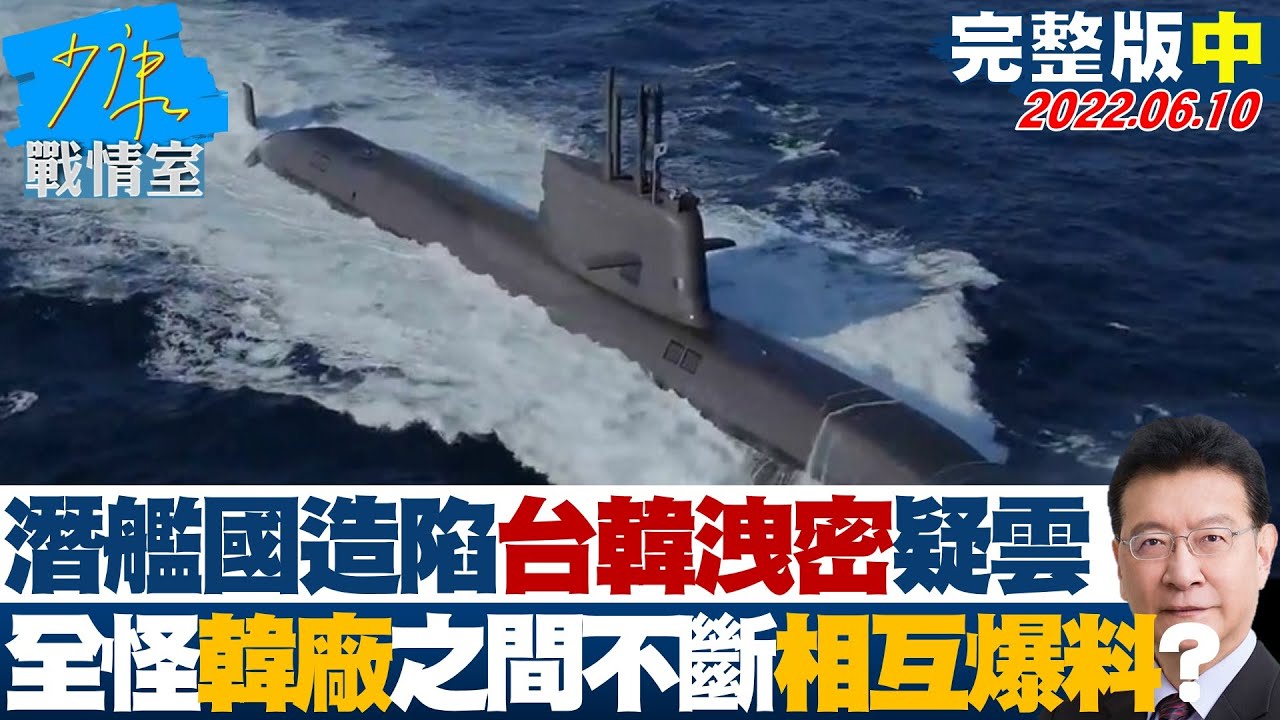 少康
戰情室
完整版中
2022.06.10
潛艦國造陷台韓洩密疑雲
全怪韓廠之間不斷相互爆料?